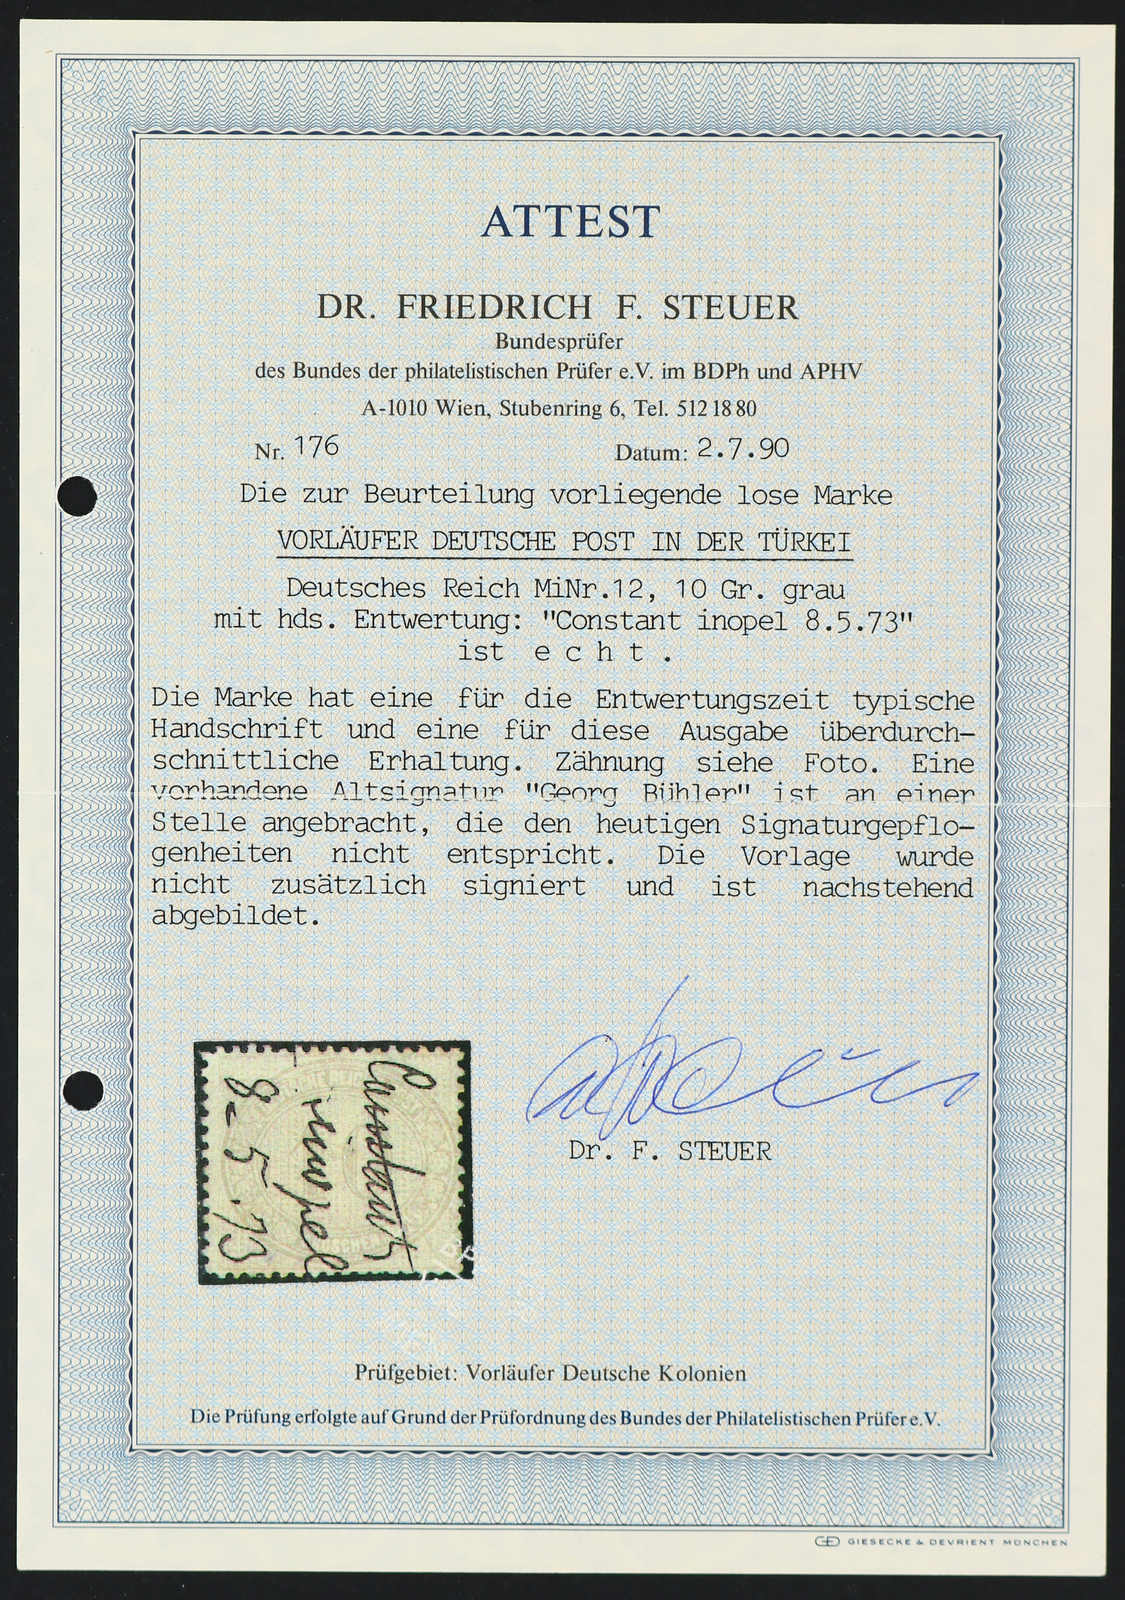 ATTEST
DR. FRIEDRICH F. STEUER
Bundesprüfer
des Bundes der philatelistischen Prüfer e.V. im BDPh und APHV
A-1010 Wien, Stubenring 6, Tel. 512 18 80
Nr. 176 Datum: 2.7.90
Die zur Beurteilung vorliegende lose Marke
VORLÄUFER DEUTSCHE POST IN DER TÜRKEI
Deutsches Reich MiNr.12, 10 Gr. grau
mit hds. Entwertung: "Constant inopel 8.5.73"
ist e c h t .
Die Marke hat eine für die Entwertungszeit typische
Handschrift und eine für diese Ausgabe überdurch-
schnittliche Erhaltung. Zähnung siehe Foto. Eine
vorhandene Altsignatur "Georg Bühler" ist an einer
Stelle angebracht, die den heutigen Signaturgepflo-
genheiten nicht entspricht. Die Vorlage wurde
nicht zusätzlich signiert und ist nachstehend
abgebildet.
Constant
inopel
8 5.73
Dr. F. STEUER
Prüfgebiet: Vorläufer Deutsche Kolonien
Die Prüfung erfolgte auf Grund der Prüfordnung des Bundes der Philatelistischen Prüfer e.V.
GIESECKE & DEVRIENT MÜNCHEN